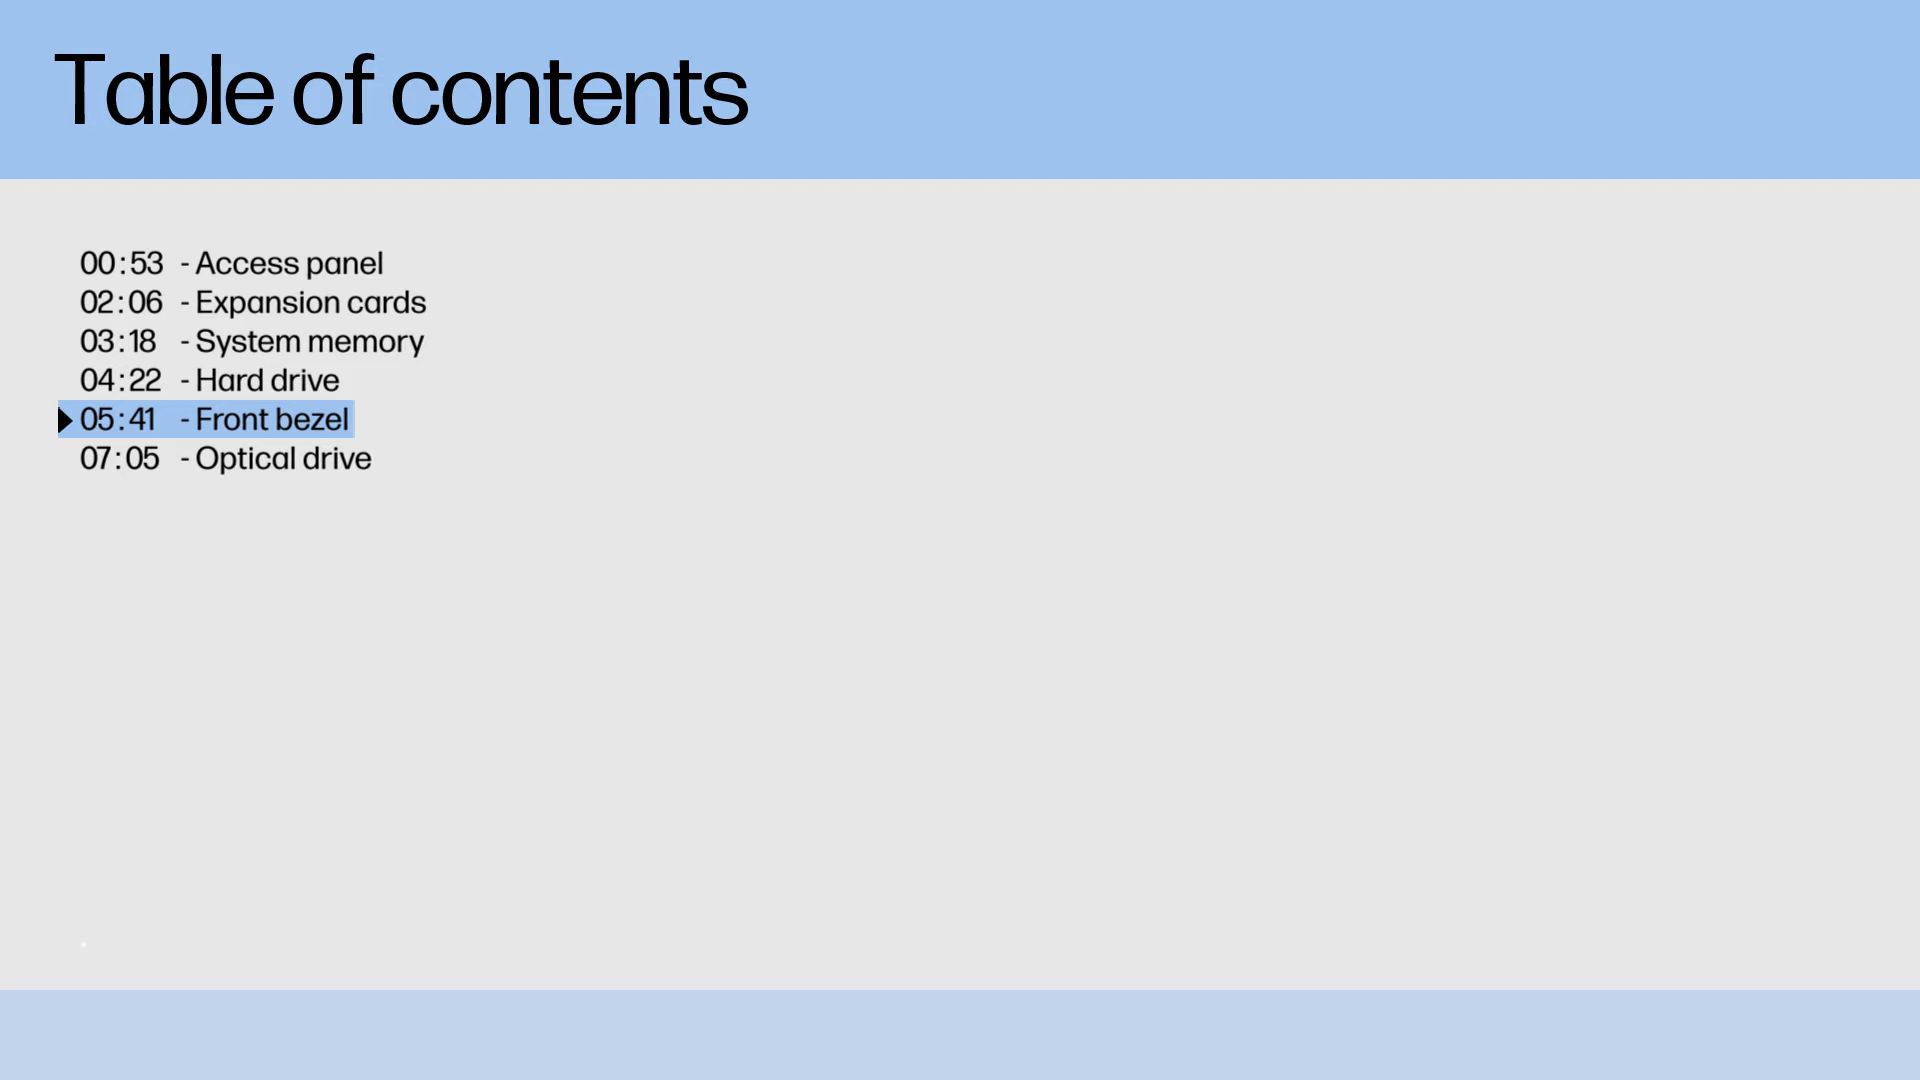 Table of contents
00:53 - Access panel
02:06 - Expansion cards
03:18 - System memory
04:22 - Hard drive
05:41 - Front bezel
07:05 - Optical drive